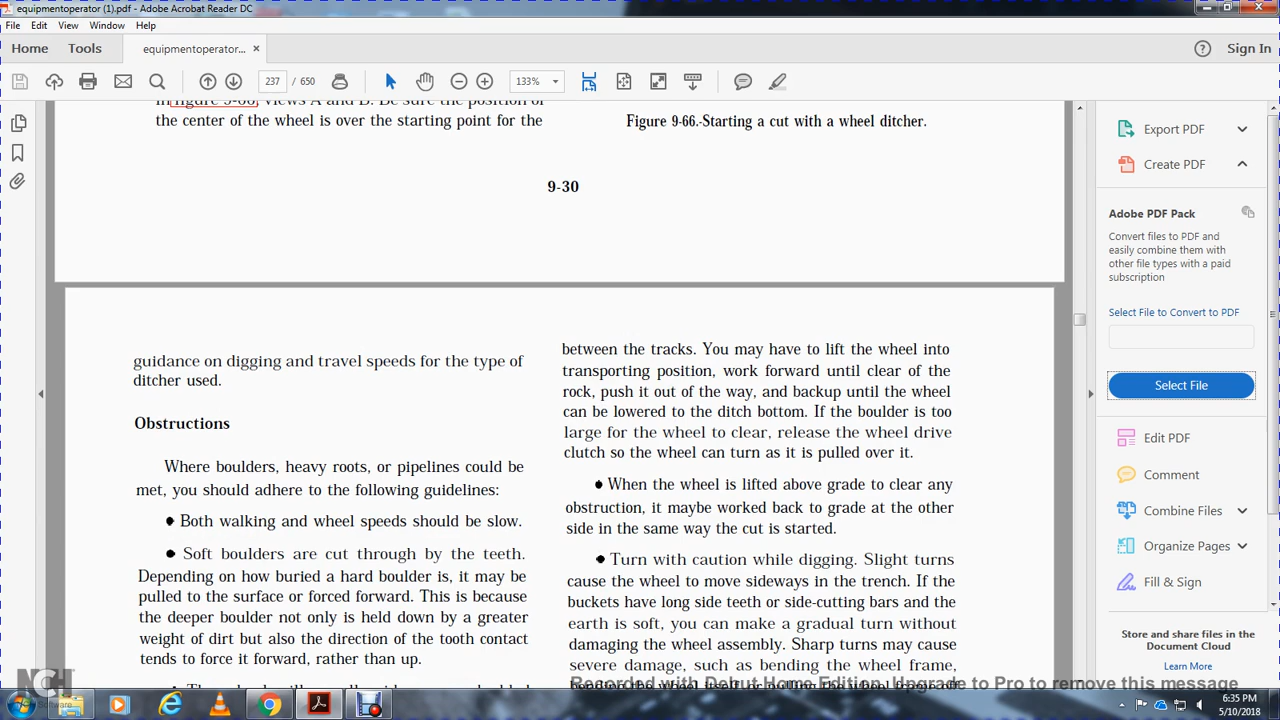 equipmentoperator (1).pdf - Adobe Acrobat Reader DC
File Edit View Window Help
Home Tools equipmentoperator... × Sign In
237 / 650 133%
in figure 9-66, views A and B. Be sure the position of
the center of the wheel is over the starting point for the
Figure 9-66.-Starting a cut with a wheel ditcher.
9-30
guidance on digging and travel speeds for the type of
ditcher used.
Obstructions
Where boulders, heavy roots, or pipelines could be
met, you should adhere to the following guidelines:
● Both walking and wheel speeds should be slow.
● Soft boulders are cut through by the teeth.
Depending on how buried a hard boulder is, it may be
pulled to the surface or forced forward. This is because
the deeper boulder not only is held down by a greater
weight of dirt but also the direction of the tooth contact
tends to force it forward, rather than up.
between the tracks. You may have to lift the wheel into
transporting position, work forward until clear of the
rock, push it out of the way, and backup until the wheel
can be lowered to the ditch bottom. If the boulder is too
large for the wheel to clear, release the wheel drive
clutch so the wheel can turn as it is pulled over it.
● When the wheel is lifted above grade to clear any
obstruction, it maybe worked back to grade at the other
side in the same way the cut is started.
● Turn with caution while digging. Slight turns
cause the wheel to move sideways in the trench. If the
buckets have long side teeth or side-cutting bars and the
earth is soft, you can make a gradual turn without
damaging the wheel assembly. Sharp turns may cause
severe damage, such as bending the wheel frame,
Export PDF
Create PDF
Adobe PDF Pack
Convert files to PDF and
easily combine them with
other file types with a paid
subscription
Select File to Convert to PDF
Select File
Edit PDF
Comment
Combine Files
Organize Pages
Fill & Sign
Store and share files in the
Document Cloud
Learn More
NCH
Software
Recorded with Debut Home Edition. Upgrade to Pro to remove this message
6:35 PM
5/10/2018